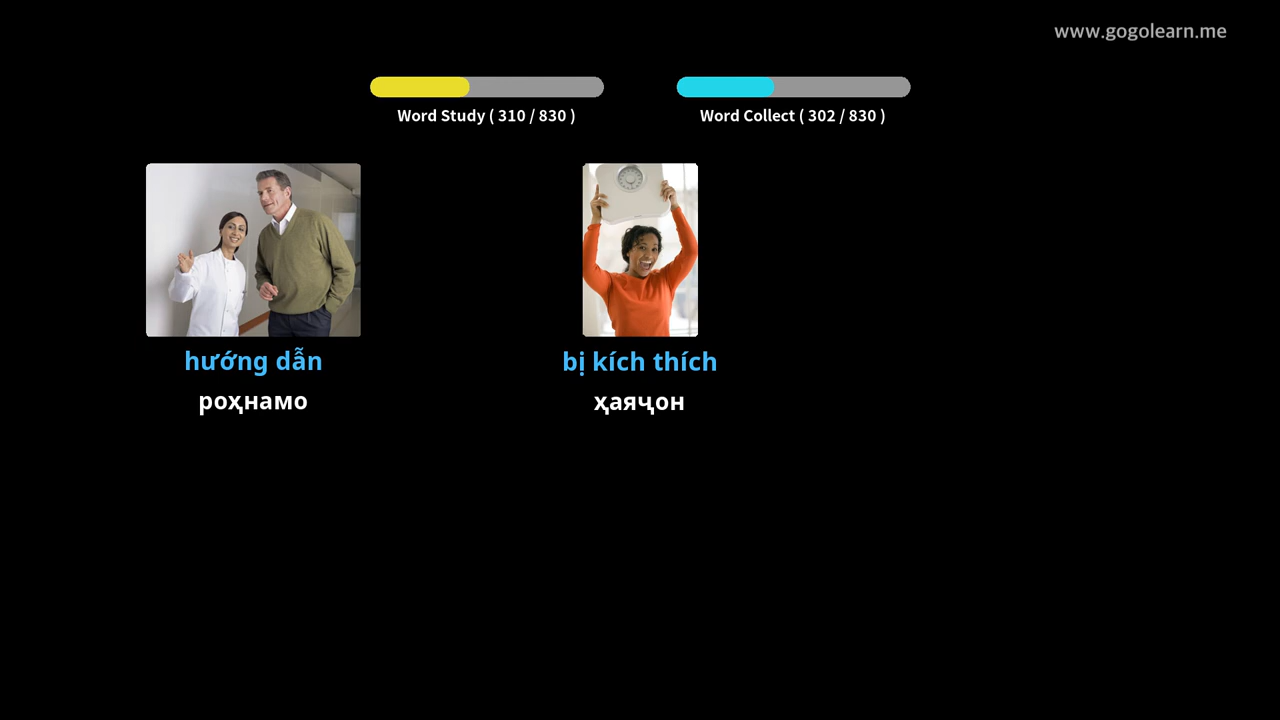 www.gogolearn.me
Word Study ( 310 / 830 )
Word Collect ( 302 / 830 )
hướng dẫn
роҳнамо
bị kích thích
ҳаяҷон